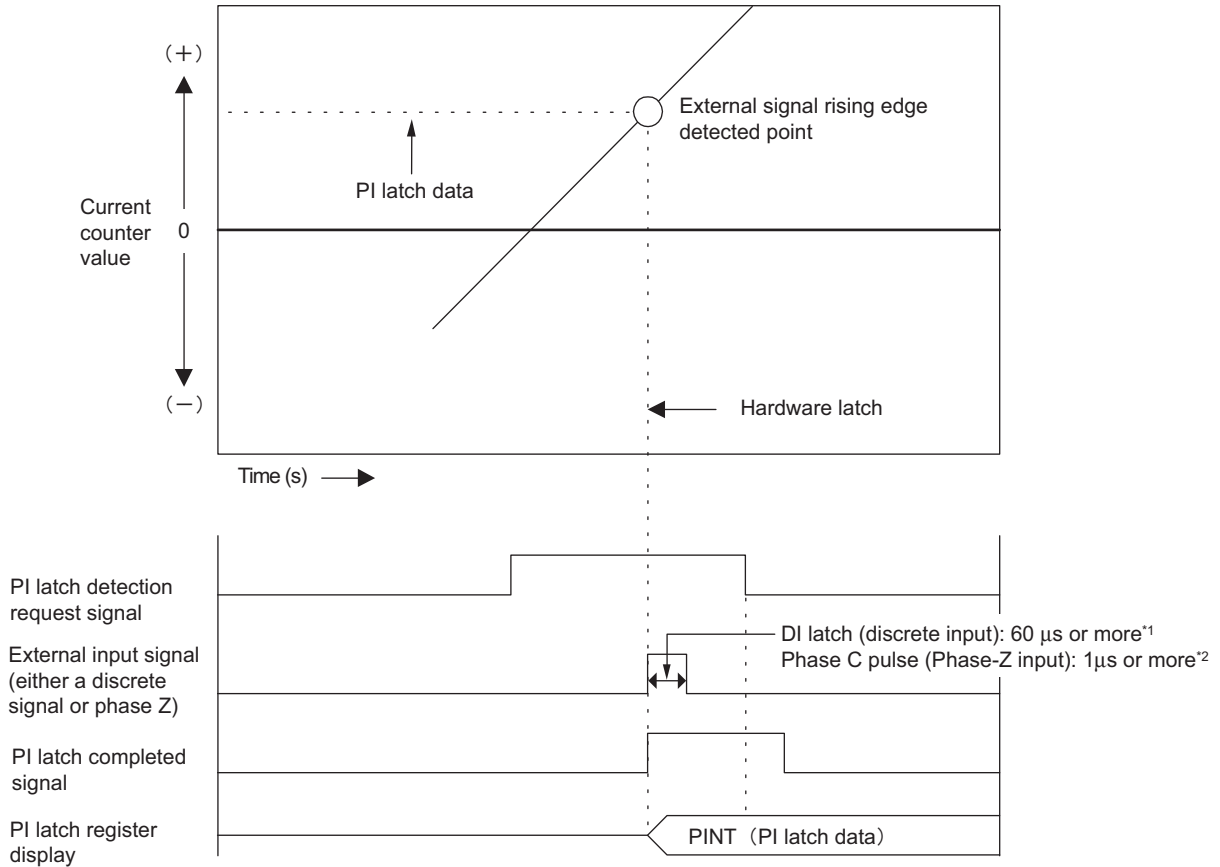 (+)
External signal rising edge
detected point
PI latch data
Current
counter
value
0
(−)
Hardware latch
Time (s)
PI latch detection
request signal
DI latch (discrete input): 60 μs or more*1
Phase C pulse (Phase-Z input): 1μs or more*2
External input signal
(either a discrete
signal or phase Z)
PI latch completed
signal
PI latch register
display
PINT (PI latch data)